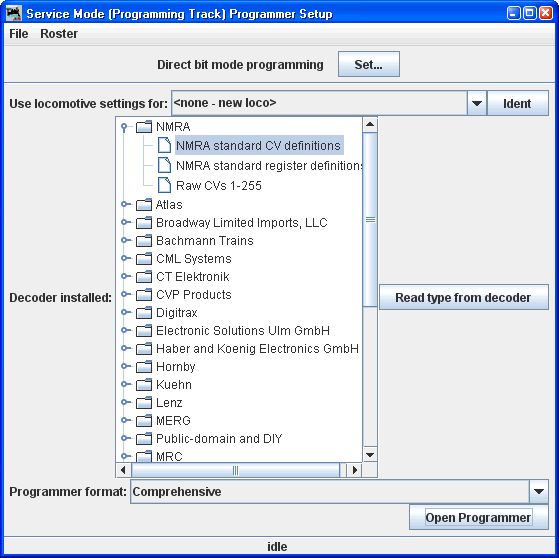 Service Mode (Programming Track) Programmer Setup
File Roster
Direct bit mode programming Set...
Use locomotive settings for: <none - new loco> Ident
NMRA
NMRA standard CV definitions
NMRA standard register definitions
Raw CVs 1-255
Atlas
Broadway Limited Imports, LLC
Bachmann Trains
CML Systems
CT Elektronik
CVP Products
Decoder installed: Read type from decoder
Digitrax
Electronic Solutions Ulm GmbH
Haber and Koenig Electronics GmbH
Hornby
Kuehn
Lenz
MERG
Public-domain and DIY
MRC
Programmer format: Comprehensive
Open Programmer
idle